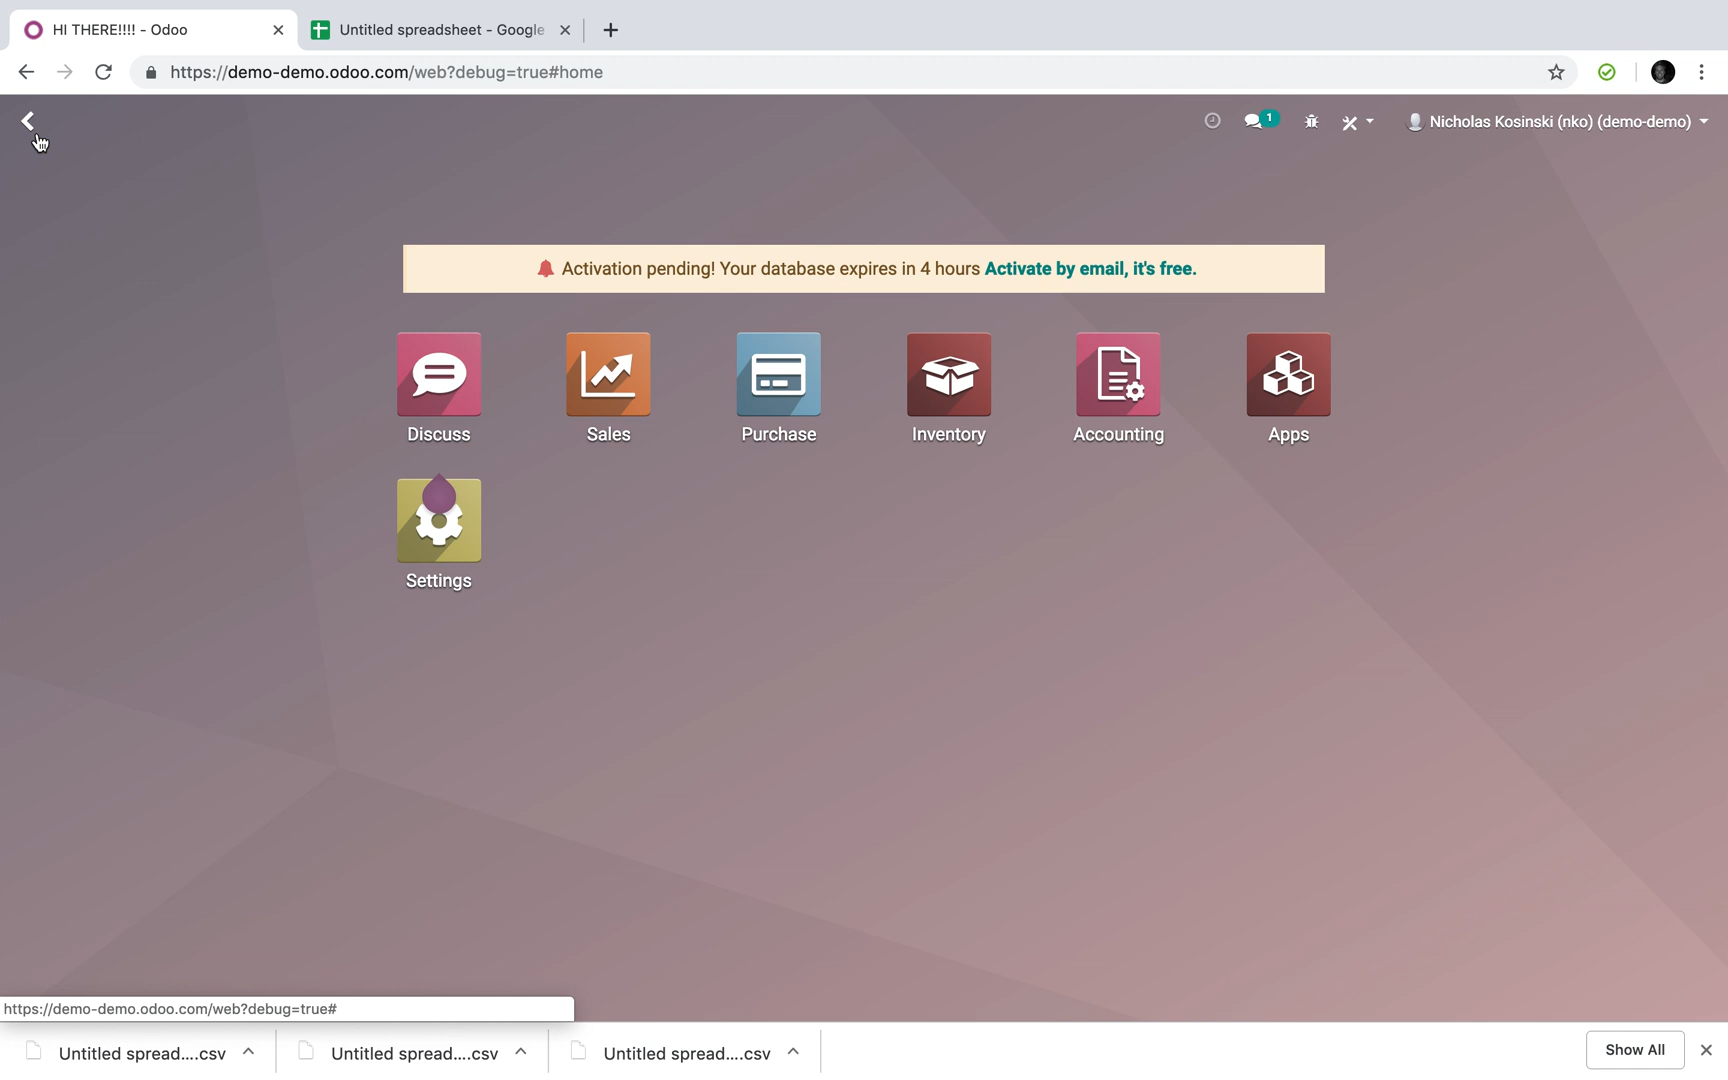 HI THERE!!!! - Odoo
Untitled spreadsheet - Google
https://demo-demo.odoo.com/web?debug=true#home
1
Nicholas Kosinski (nko) (demo-demo)
Activation pending! Your database expires in 4 hours Activate by email, it's free.
Discuss
Sales
Purchase
Inventory
Accounting
Apps
Settings
https://demo-demo.odoo.com/web?debug=true#
Untitled spread....csv
Untitled spread....csv
Untitled spread....csv
Show All